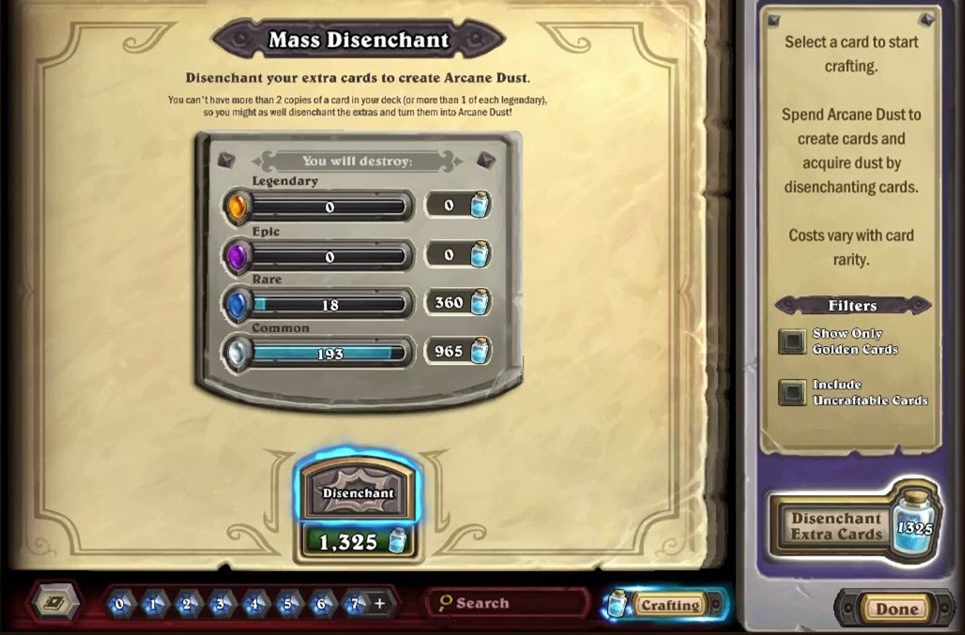 Mass Disenchant
Disenchant your extra cards to create Arcane Dust.
You can't have more than 2 copies of a card in your deck (or more than 1 of each legendary),
so you might as well disenchant the extras and turn them into Arcane Dust!
You will destroy:
Legendary
0
0
Epic
0
0
Rare
18
360
Common
193
965
Disenchant
1,325
0
1
2
3
4
5
6
7
+
Search
Crafting
Select a card to start
crafting.
Spend Arcane Dust to
create cards and
acquire dust by
disenchanting cards.
Costs vary with card
rarity.
Filters
Show Only
Golden Cards
Include
Uncraftable Cards
Disenchant
Extra Cards
1325
Done